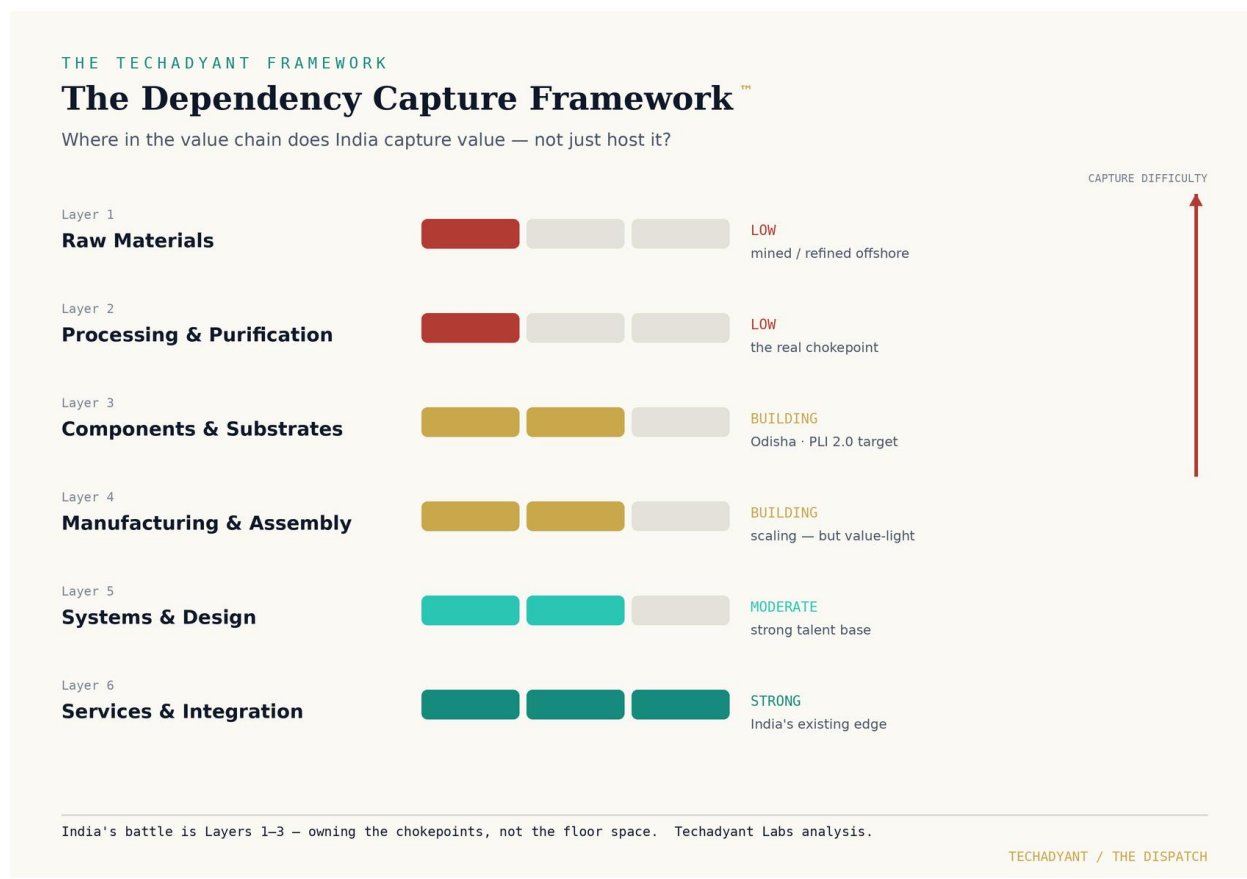 THE TECHADYANT FRAMEWORK
The Dependency Capture Framework™
Where in the value chain does India capture value — not just host it?
CAPTURE DIFFICULTY
Layer 1
Raw Materials
LOW
mined / refined offshore
Layer 2
Processing & Purification
LOW
the real chokepoint
Layer 3
Components & Substrates
BUILDING
Odisha · PLI 2.0 target
Layer 4
Manufacturing & Assembly
BUILDING
scaling — but value-light
Layer 5
Systems & Design
MODERATE
strong talent base
Layer 6
Services & Integration
STRONG
India's existing edge
India's battle is Layers 1–3 — owning the chokepoints, not the floor space.  Techadyant Labs analysis.
TECHADYANT / THE DISPATCH